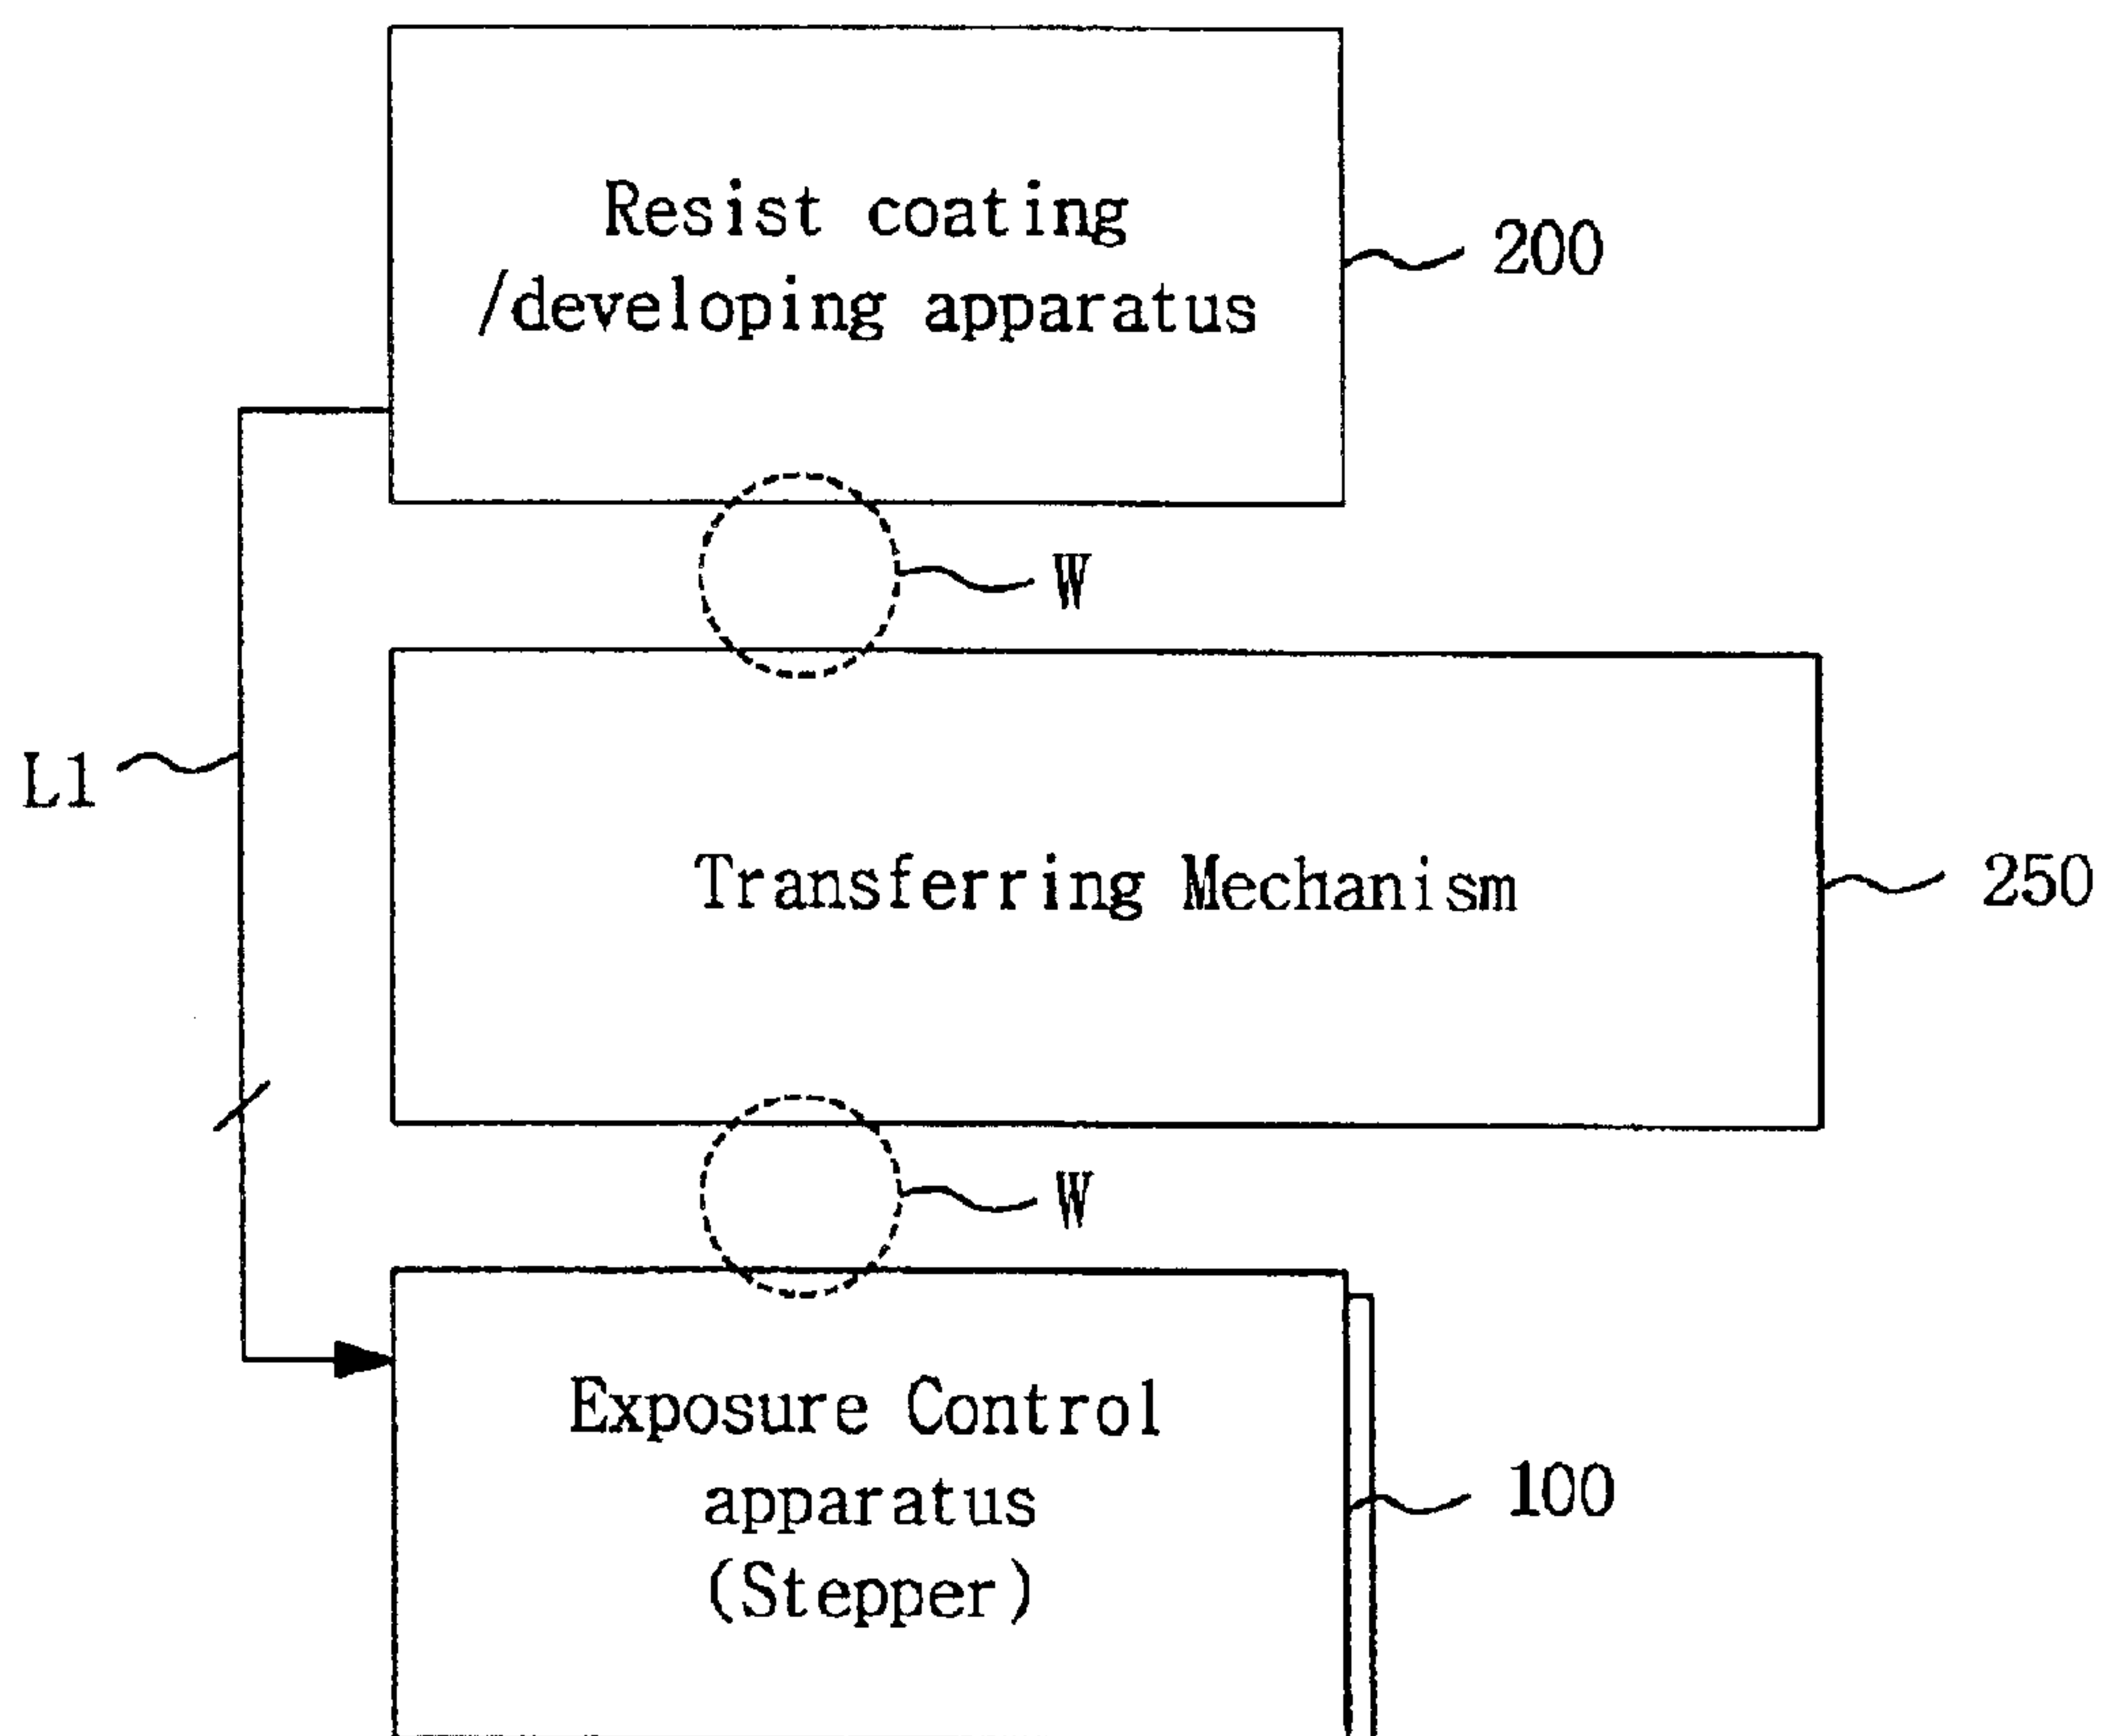 Resist coating
/developing apparatus
200
W
L1
Transferring Mechanism
250
W
Exposure Control
apparatus
(Stepper)
100